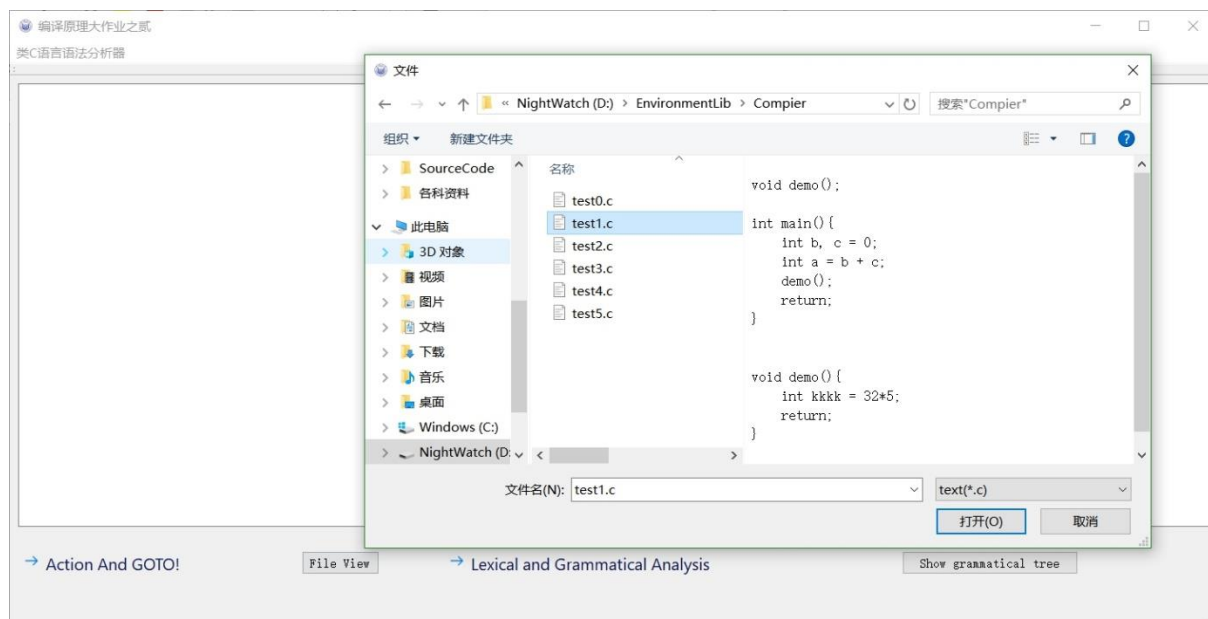 编译原理大作业之贰
类C语言语法分析器
文件
« NightWatch (D:) > EnvironmentLib > Compier
搜索"Compier"
组织
新建文件夹
SourceCode
各科资料
此电脑
3D 对象
视频
图片
文档
下载
音乐
桌面
Windows (C:)
NightWatch (D:
名称
test0.c
test1.c
test2.c
test3.c
test4.c
test5.c
void demo();
int main(){
int b, c = 0;
int a = b + c;
demo();
return;
}
void demo(){
int kkkk = 32*5;
return;
}
文件名(N): test1.c
text(*.c)
打开(O)
取消
Action And GOTO!
File View
Lexical and Grammatical Analysis
Show grammatical tree